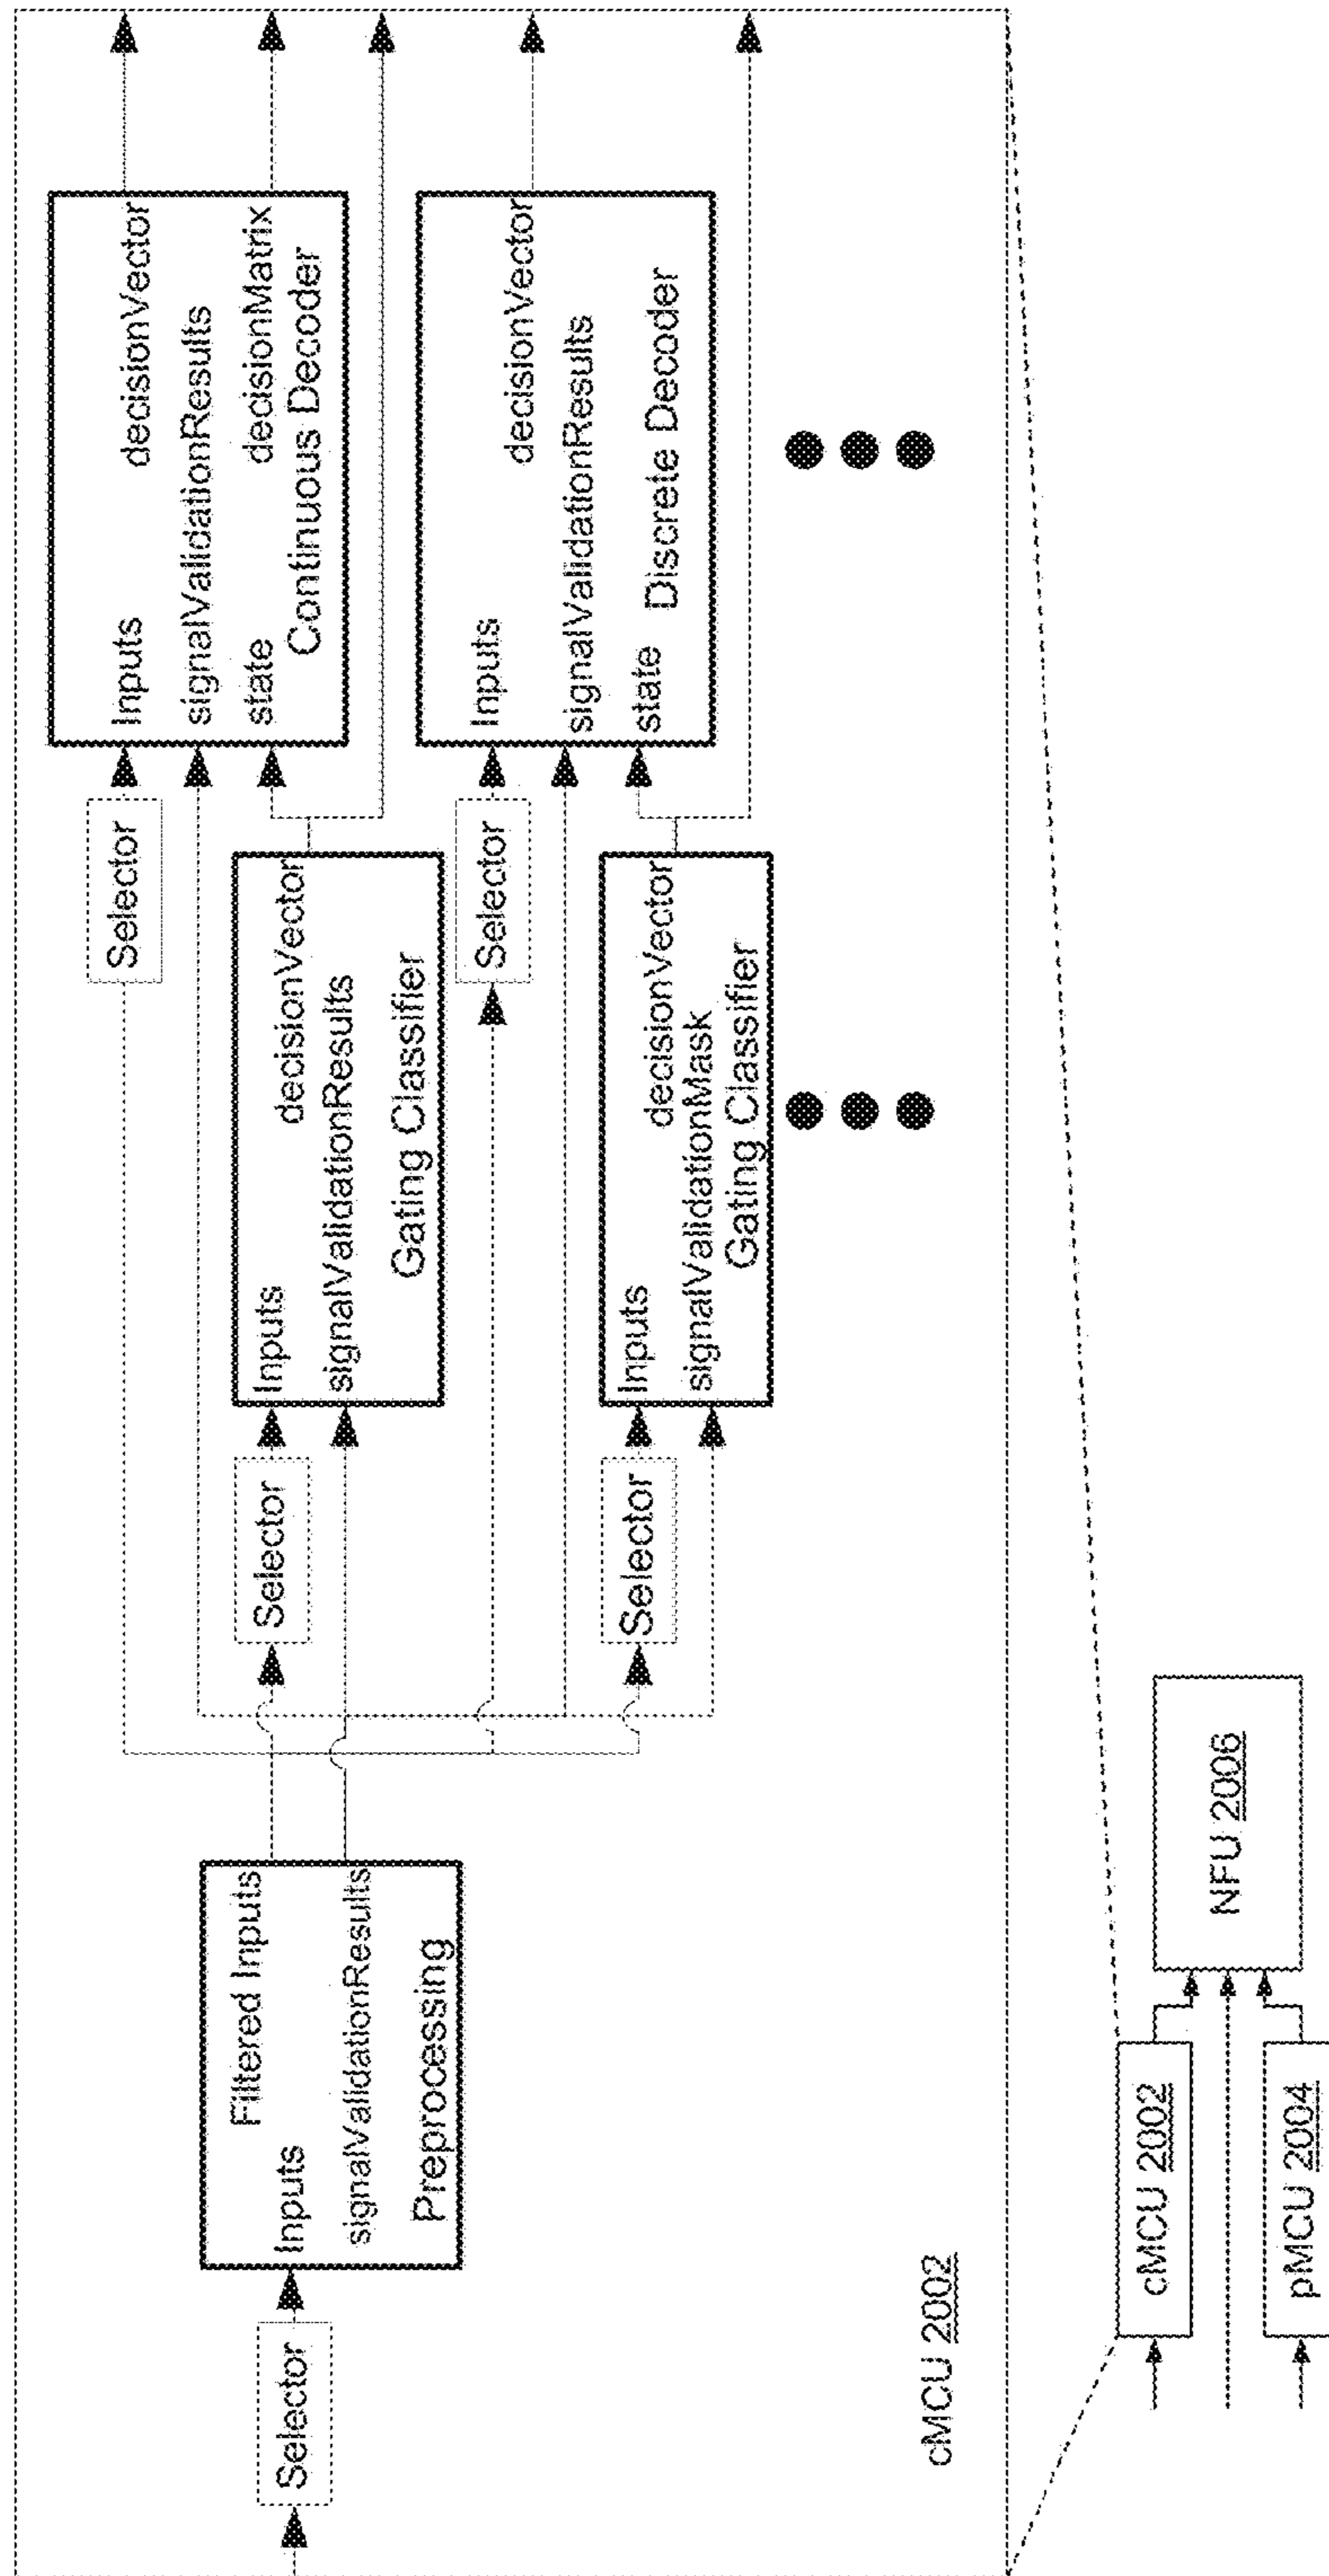 Selector
Inputs
Filtered Inputs
signalValidationResults
Preprocessing
Selector
Inputs
decisionVector
signalValidationResults
Gating Classifier
Selector
Inputs
decisionVector
signalValidationMask
Gating Classifier
Selector
Inputs
decisionVector
signalValidationResults
state decisionMatrix
Continuous Decoder
Selector
Inputs
decisionVector
signalValidationResults
state Discrete Decoder
cMCU 2002
cMCU 2002
pMCU 2004
NFU 2006